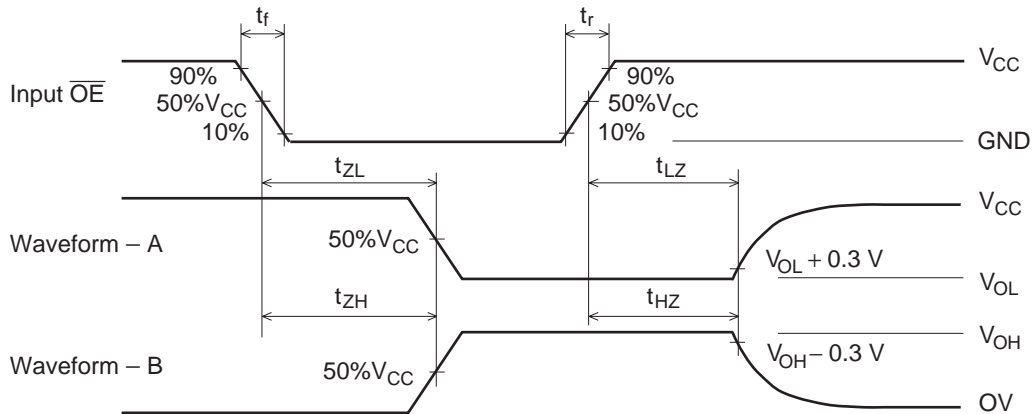 t_f
t_r
Input O̅E̅
90%
50%V_CC
10%
90%
50%V_CC
10%
V_CC
GND
t_ZL
t_LZ
Waveform – A
50%V_CC
V_OL + 0.3 V
V_CC
V_OL
t_ZH
t_HZ
Waveform – B
50%V_CC
V_OH – 0.3 V
V_OH
OV